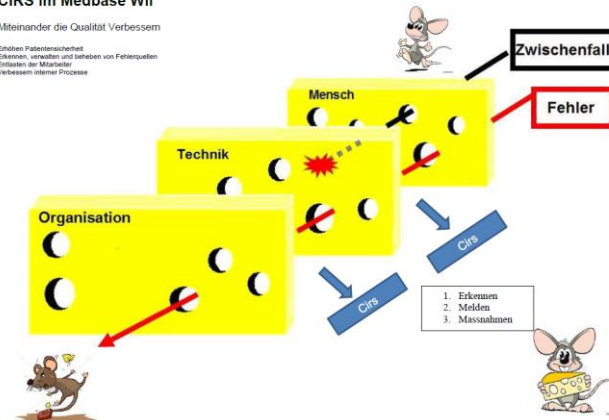 CIRS im Medbase Wil
Miteinander die Qualität Verbessern
Erhöhen Patientensicherheit
Erkennen, verwalten und beheben von Fehlerquellen
Entlasten der Mitarbeiter
Verbessern interner Prozesse
Zwischenfall
Fehler
Mensch
Technik
Organisation
Cirs
Cirs
1. Erkennen
2. Melden
3. Massnahmen